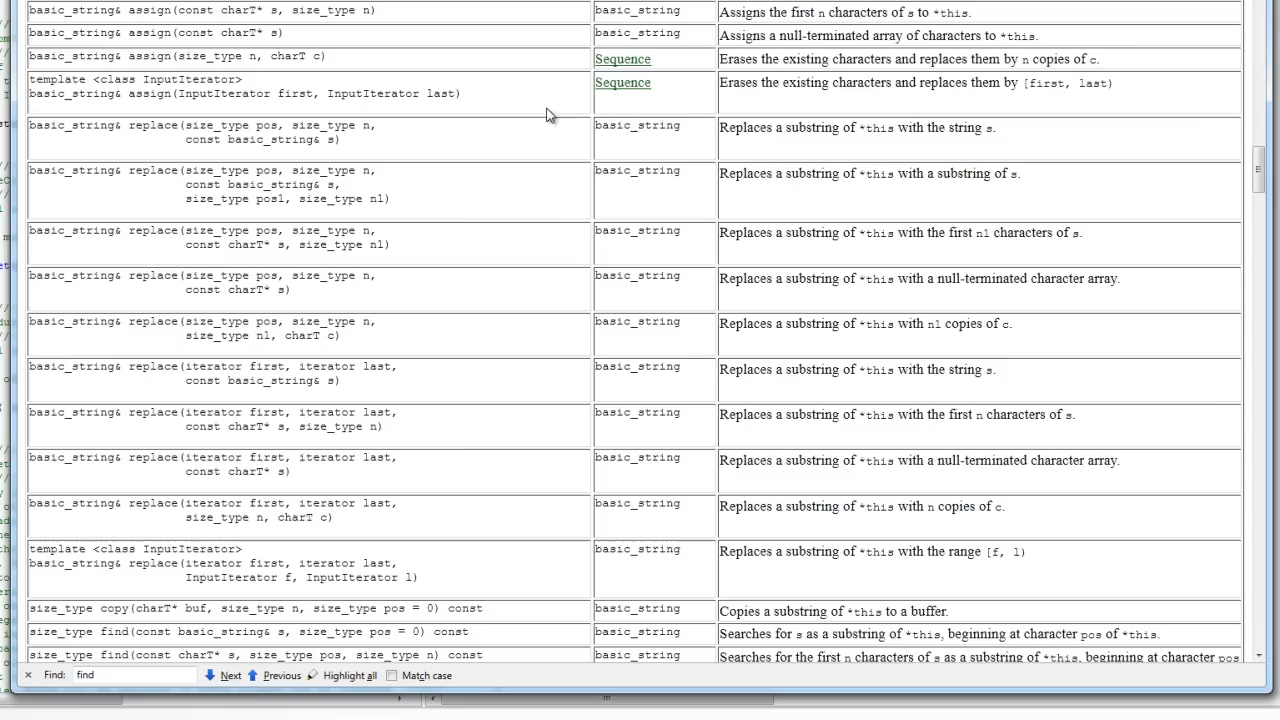 basic_string& assign(const charT* s, size_type n) basic_string Assigns the first n characters of s to *this.
basic_string& assign(const charT* s) basic_string Assigns a null-terminated array of characters to *this.
basic_string& assign(size_type n, charT c) Sequence Erases the existing characters and replaces them by n copies of c.
template <class InputIterator> Sequence Erases the existing characters and replaces them by [first, last)
basic_string& assign(InputIterator first, InputIterator last)
basic_string& replace(size_type pos, size_type n, basic_string Replaces a substring of *this with the string s.
const basic_string& s)
basic_string& replace(size_type pos, size_type n, basic_string Replaces a substring of *this with a substring of s.
const basic_string& s,
size_type pos1, size_type n1)
basic_string& replace(size_type pos, size_type n, basic_string Replaces a substring of *this with the first n1 characters of s.
const charT* s, size_type n1)
basic_string& replace(size_type pos, size_type n, basic_string Replaces a substring of *this with a null-terminated character array.
const charT* s)
basic_string& replace(size_type pos, size_type n, basic_string Replaces a substring of *this with n1 copies of c.
size_type n1, charT c)
basic_string& replace(iterator first, iterator last, basic_string Replaces a substring of *this with the string s.
const basic_string& s)
basic_string& replace(iterator first, iterator last, basic_string Replaces a substring of *this with the first n characters of s.
const charT* s, size_type n)
basic_string& replace(iterator first, iterator last, basic_string Replaces a substring of *this with a null-terminated character array.
const charT* s)
basic_string& replace(iterator first, iterator last, basic_string Replaces a substring of *this with n copies of c.
size_type n, charT c)
template <class InputIterator> basic_string Replaces a substring of *this with the range [f, l)
basic_string& replace(iterator first, iterator last,
InputIterator f, InputIterator l)
size_type copy(charT* buf, size_type n, size_type pos = 0) const basic_string Copies a substring of *this to a buffer.
size_type find(const basic_string& s, size_type pos = 0) const basic_string Searches for s as a substring of *this, beginning at character pos of *this.
size_type find(const charT* s, size_type pos, size_type n) const basic_string Searches for the first n characters of s as a substring of *this, beginning at character pos
Find: find Next Previous Highlight all Match case